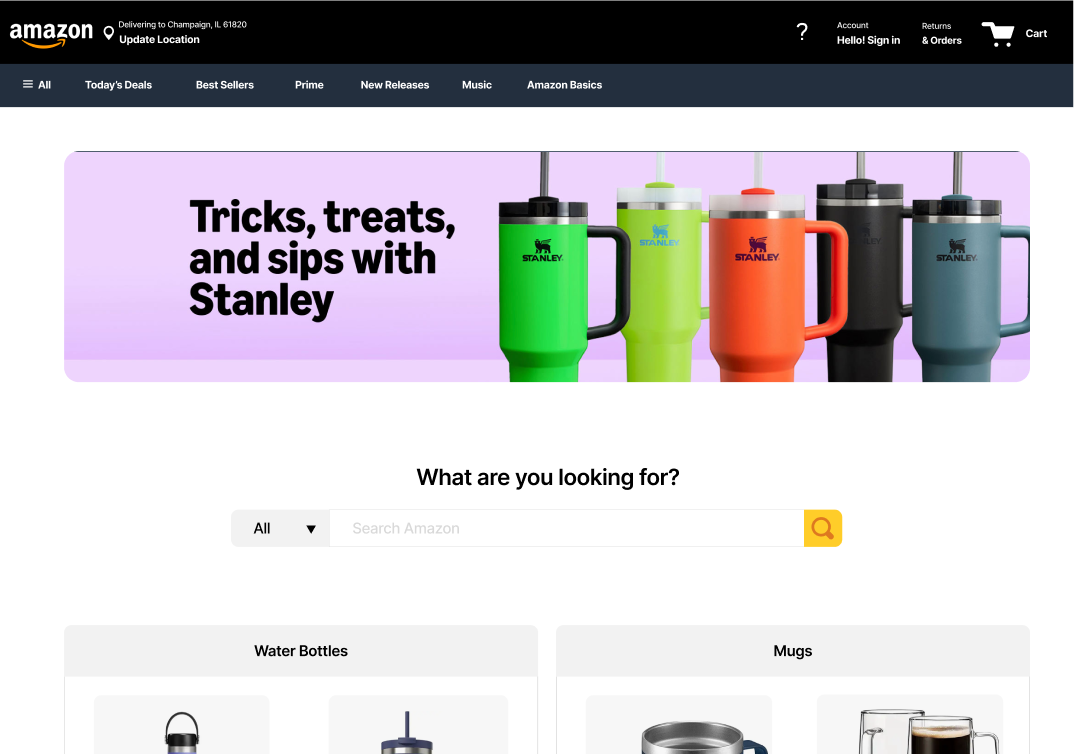 amazon
Delivering to Champaign, IL 61820
Update Location
?
Account
Hello! Sign in
Returns
& Orders
Cart
All
Today's Deals
Best Sellers
Prime
New Releases
Music
Amazon Basics
Tricks, treats,
and sips with
Stanley
STANLEY
STANLEY
STANLEY
STANLEY
What are you looking for?
All
Search Amazon
Water Bottles
Mugs